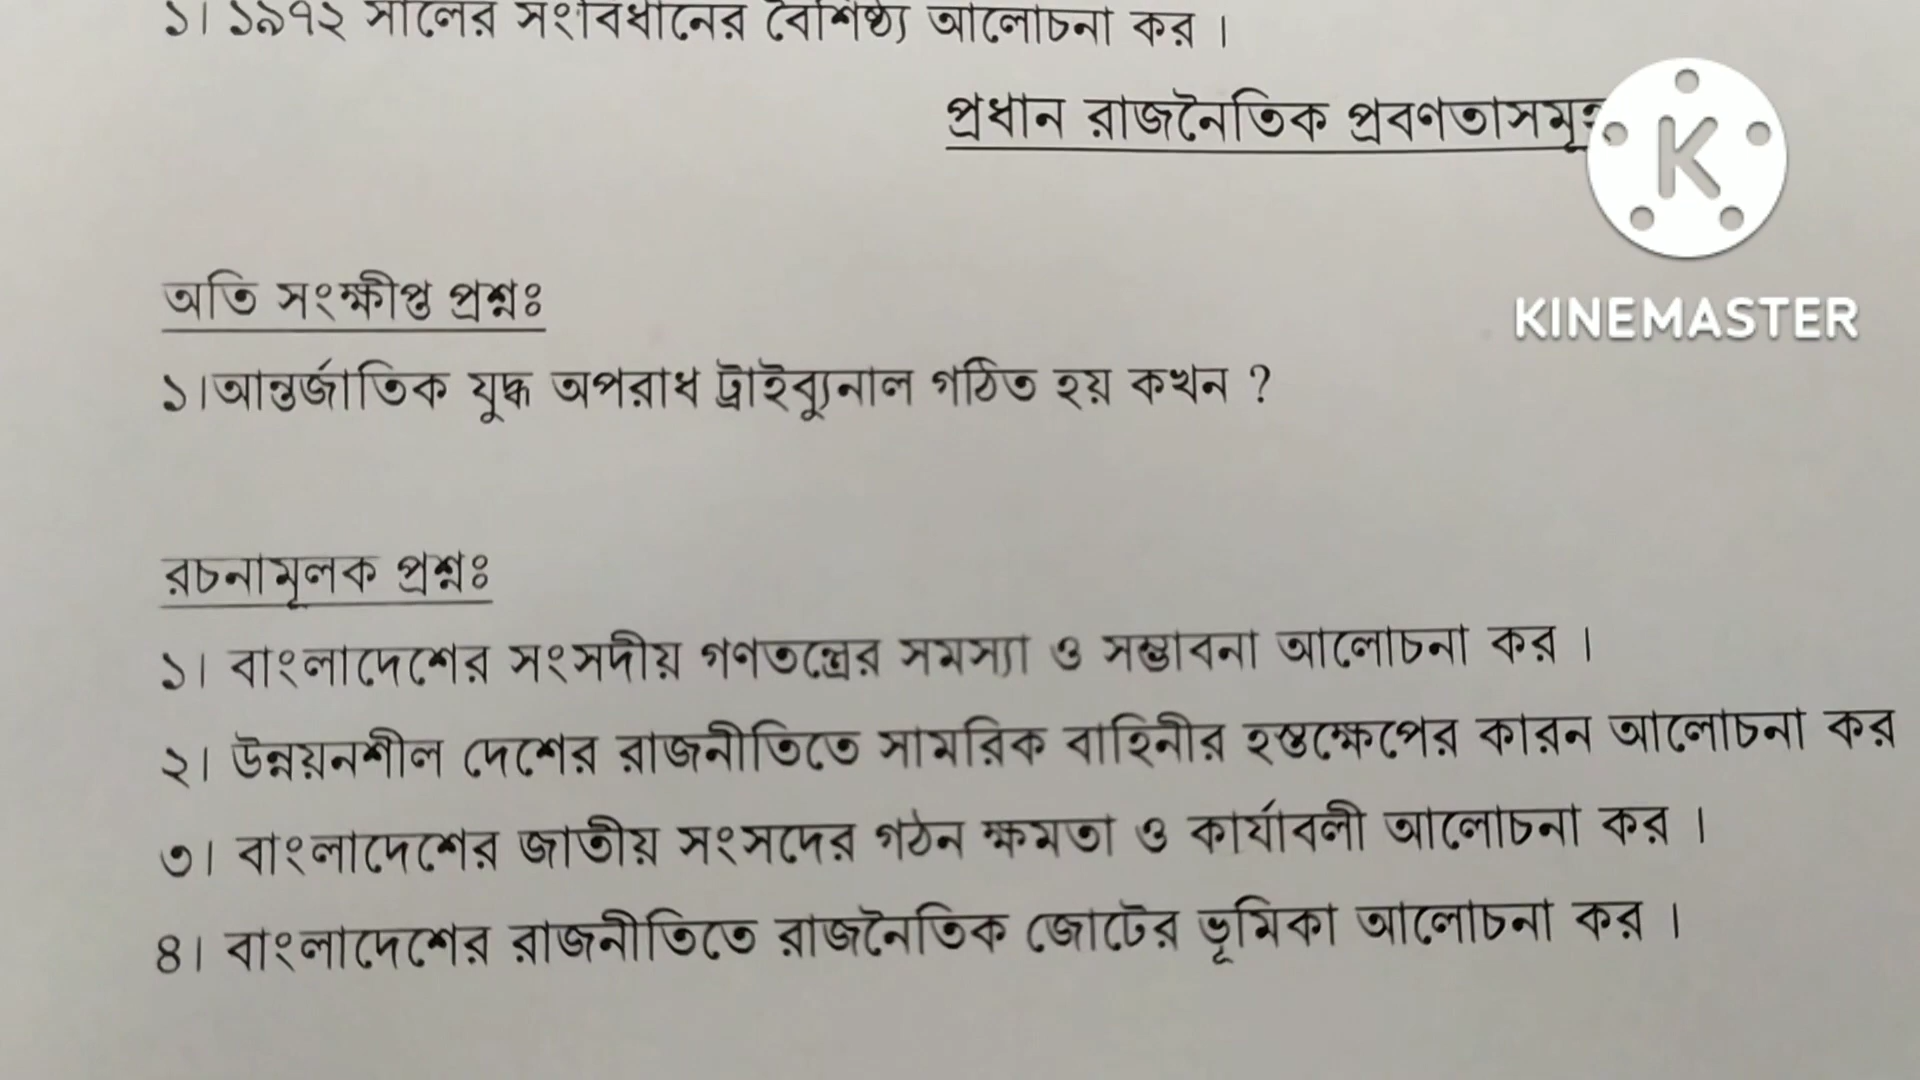 ১। ১৯৭২ সালের সংবিধানের বৈশিষ্ঠ্য আলোচনা কর ।
প্রধান রাজনৈতিক প্রবণতাসমূহ
K
KINEMASTER
অতি সংক্ষীপ্ত প্রশ্নঃ
১।আন্তর্জাতিক যুদ্ধ অপরাধ ট্রাইব্যুনাল গঠিত হয় কখন ?
রচনামূলক প্রশ্নঃ
১। বাংলাদেশের সংসদীয় গণতন্ত্রের সমস্যা ও সম্ভাবনা আলোচনা কর ।
২। উন্নয়নশীল দেশের রাজনীতিতে সামরিক বাহিনীর হস্তক্ষেপের কারন আলোচনা কর
৩। বাংলাদেশের জাতীয় সংসদের গঠন ক্ষমতা ও কার্যাবলী আলোচনা কর ।
৪। বাংলাদেশের রাজনীতিতে রাজনৈতিক জোটের ভূমিকা আলোচনা কর ।